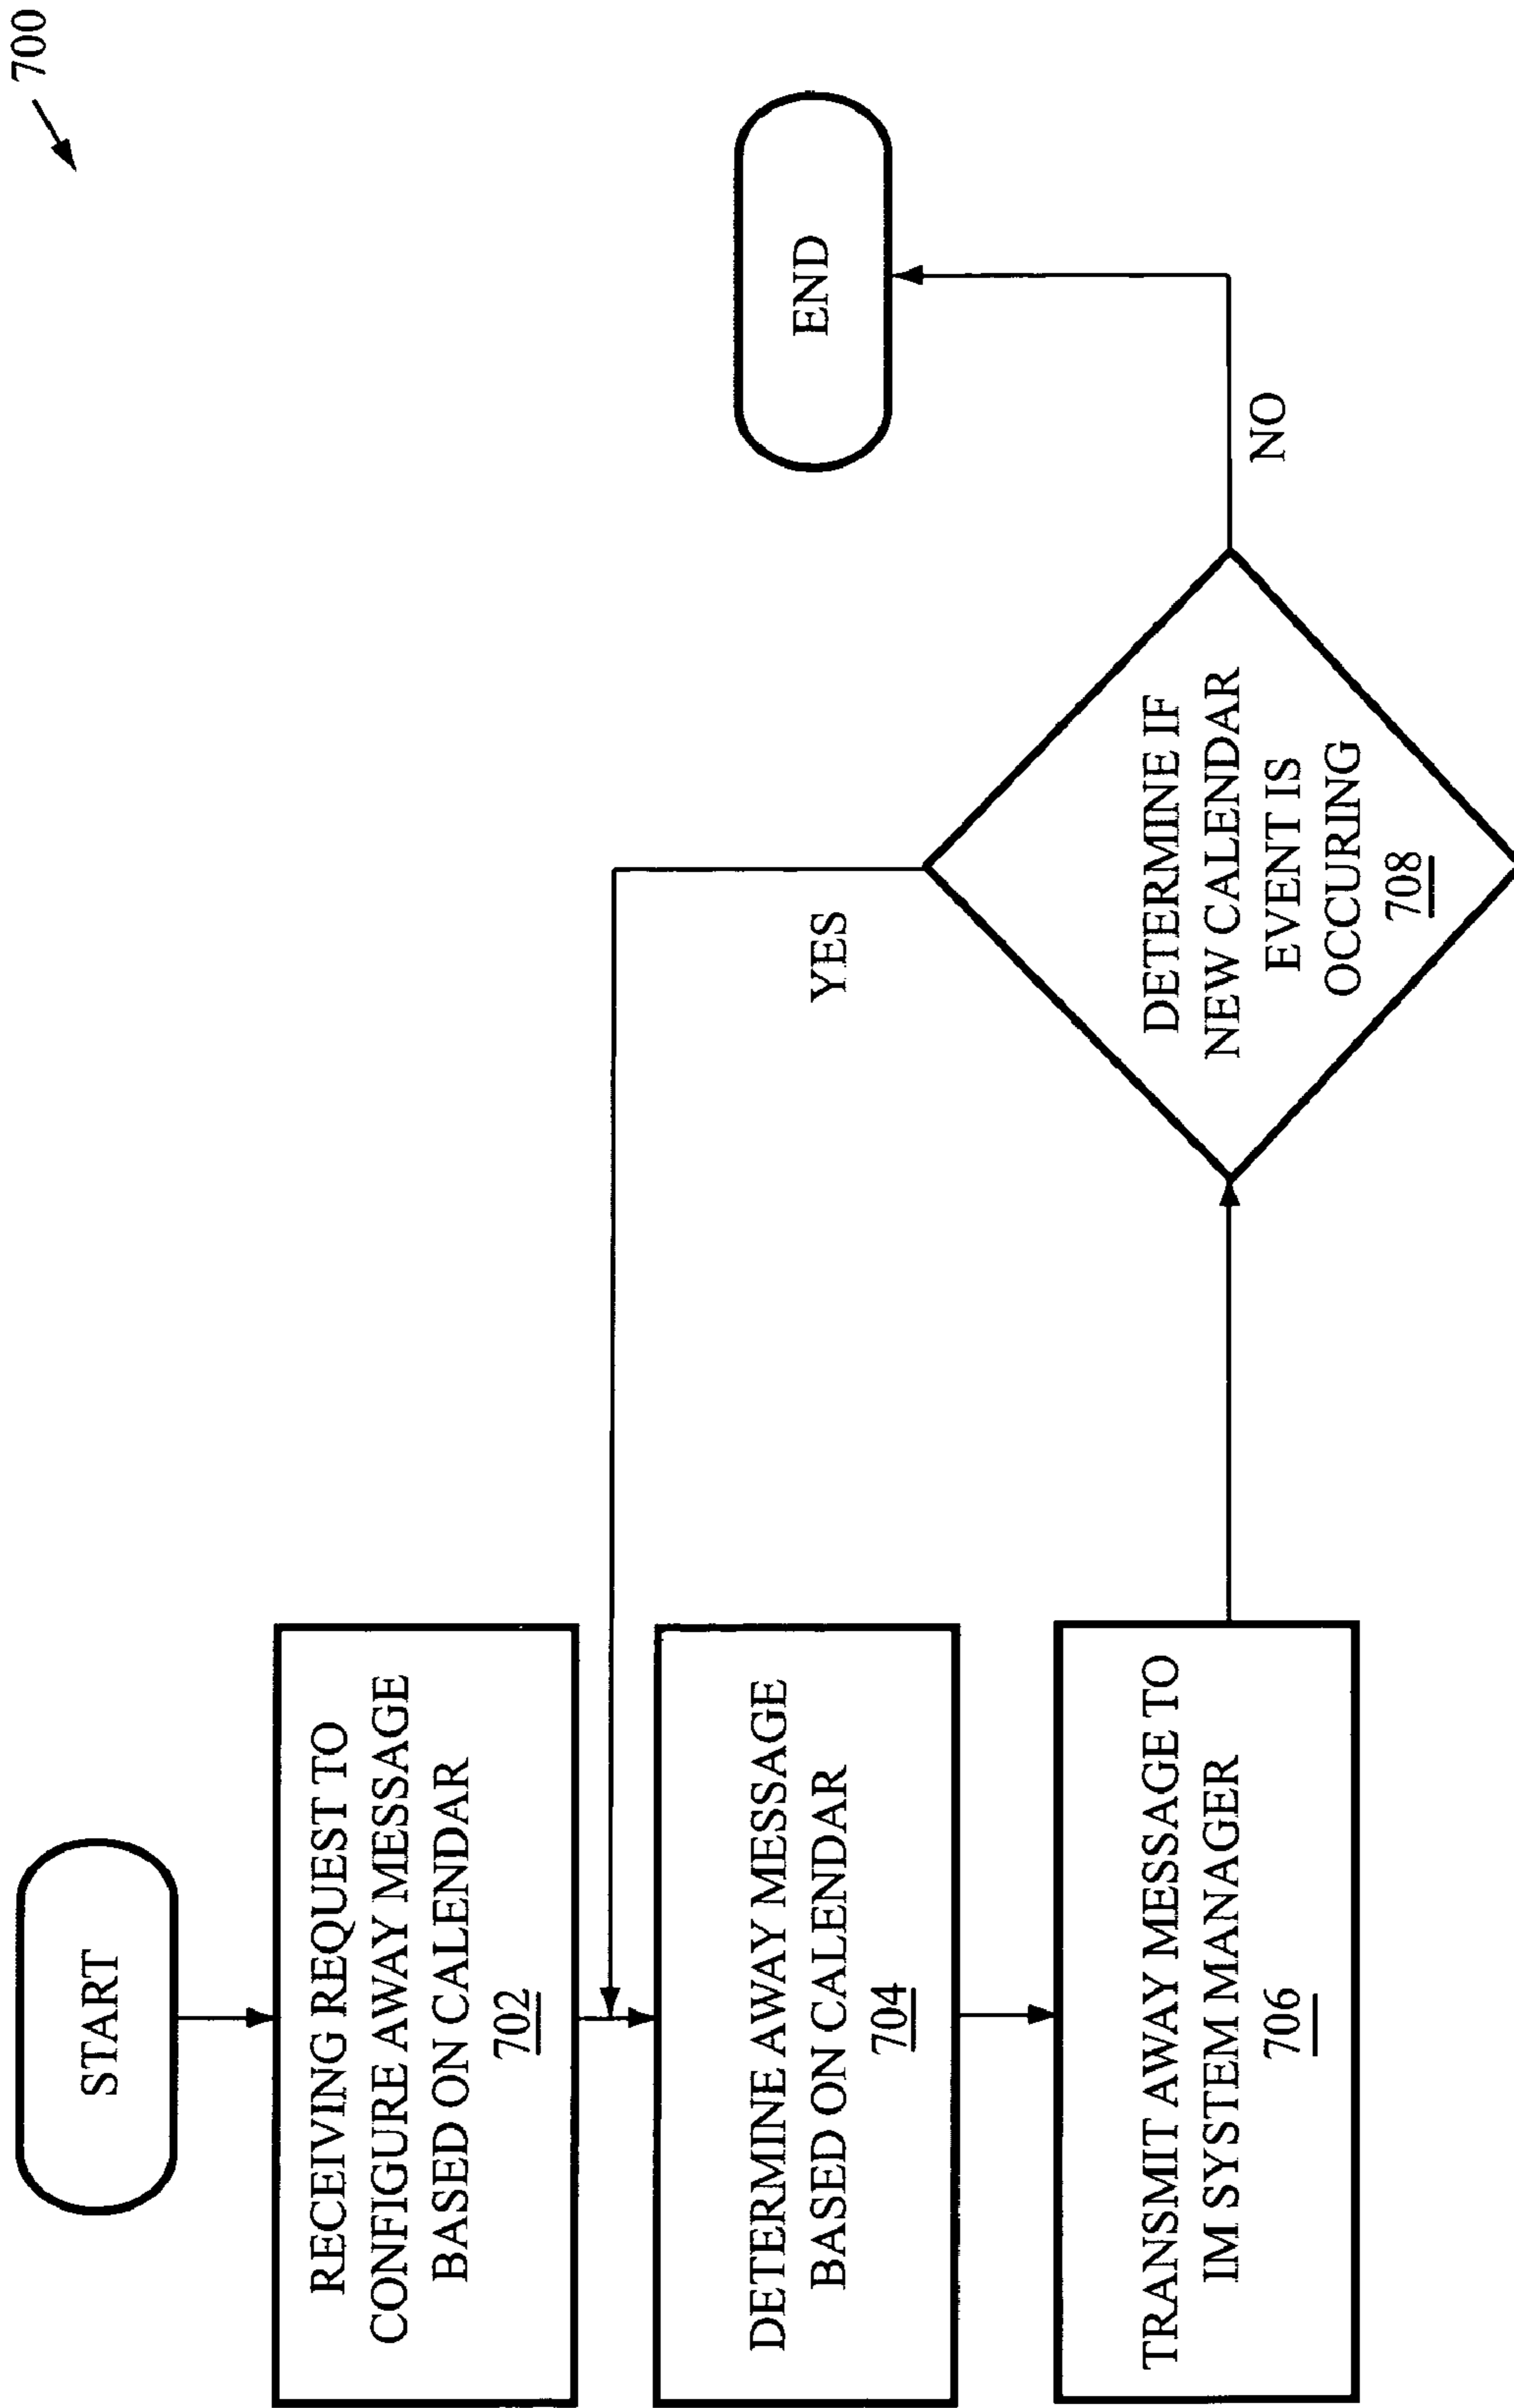 700
START
RECEIVING REQUEST TO
CONFIGURE AWAY MESSAGE
BASED ON CALENDAR
702
DETERMINE AWAY MESSAGE
BASED ON CALENDAR
704
TRANSMIT AWAY MESSAGE TO
IM SYSTEM MANAGER
706
DETERMINE IF
NEW CALENDAR
EVENT IS
OCCURING
708
YES
NO
END